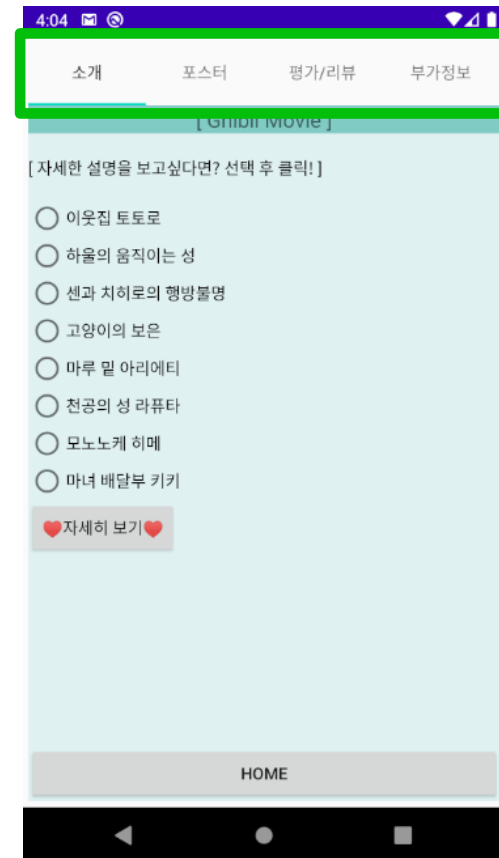 4:04
소개 포스터 평가/리뷰 부가정보
[ Ghibli Movie ]
[ 자세한 설명을 보고싶다면? 선택 후 클릭! ]
이웃집 토토로
하울의 움직이는 성
센과 치히로의 행방불명
고양이의 보은
마루 밑 아리에티
천공의 성 라퓨타
모노노케 히메
마녀 배달부 키키
❤자세히 보기❤
HOME